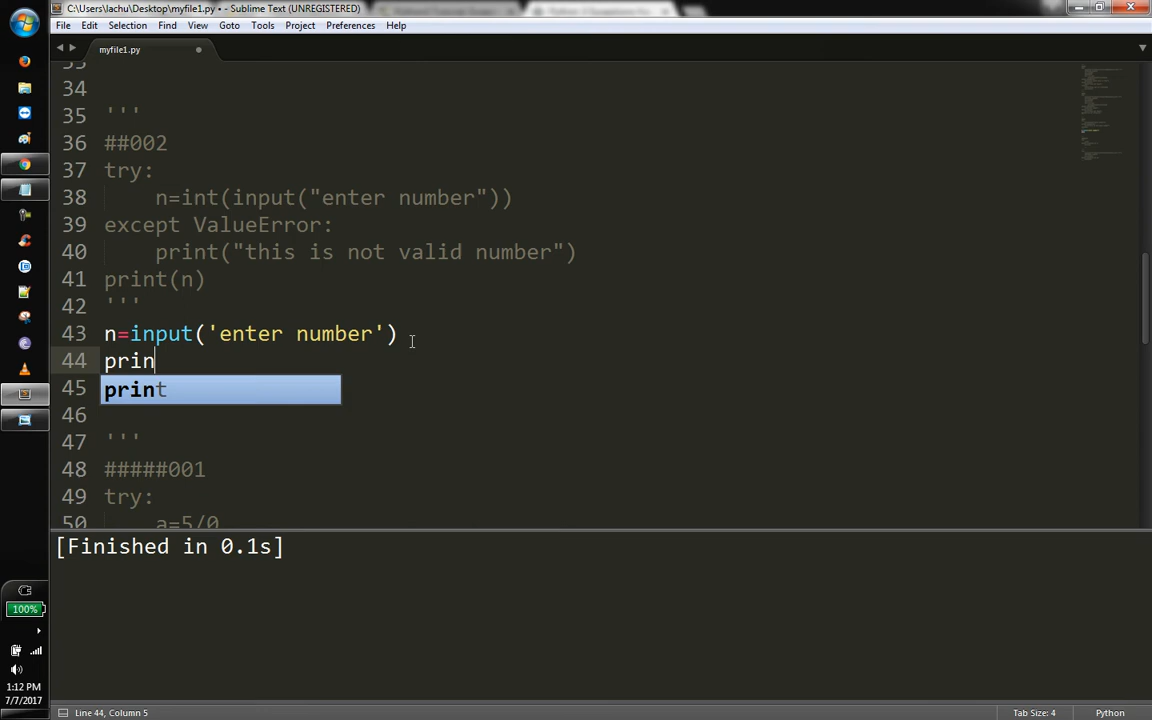 C:\Users\lachu\Desktop\myfile1.py • - Sublime Text (UNREGISTERED)
File Edit Selection Find View Goto Tools Project Preferences Help
myfile1.py
33
34
35 '''
36 ##002
37 try:
38 n=int(input("enter number"))
39 except ValueError:
40 print("this is not valid number")
41 print(n)
42 '''
43 n=input('enter number')
44 prin
45 print
46
47 '''
48 #####001
49 try:
50 a=5/0
[Finished in 0.1s]
100%
1:12 PM
7/7/2017
Line 44, Column 5 Tab Size: 4 Python